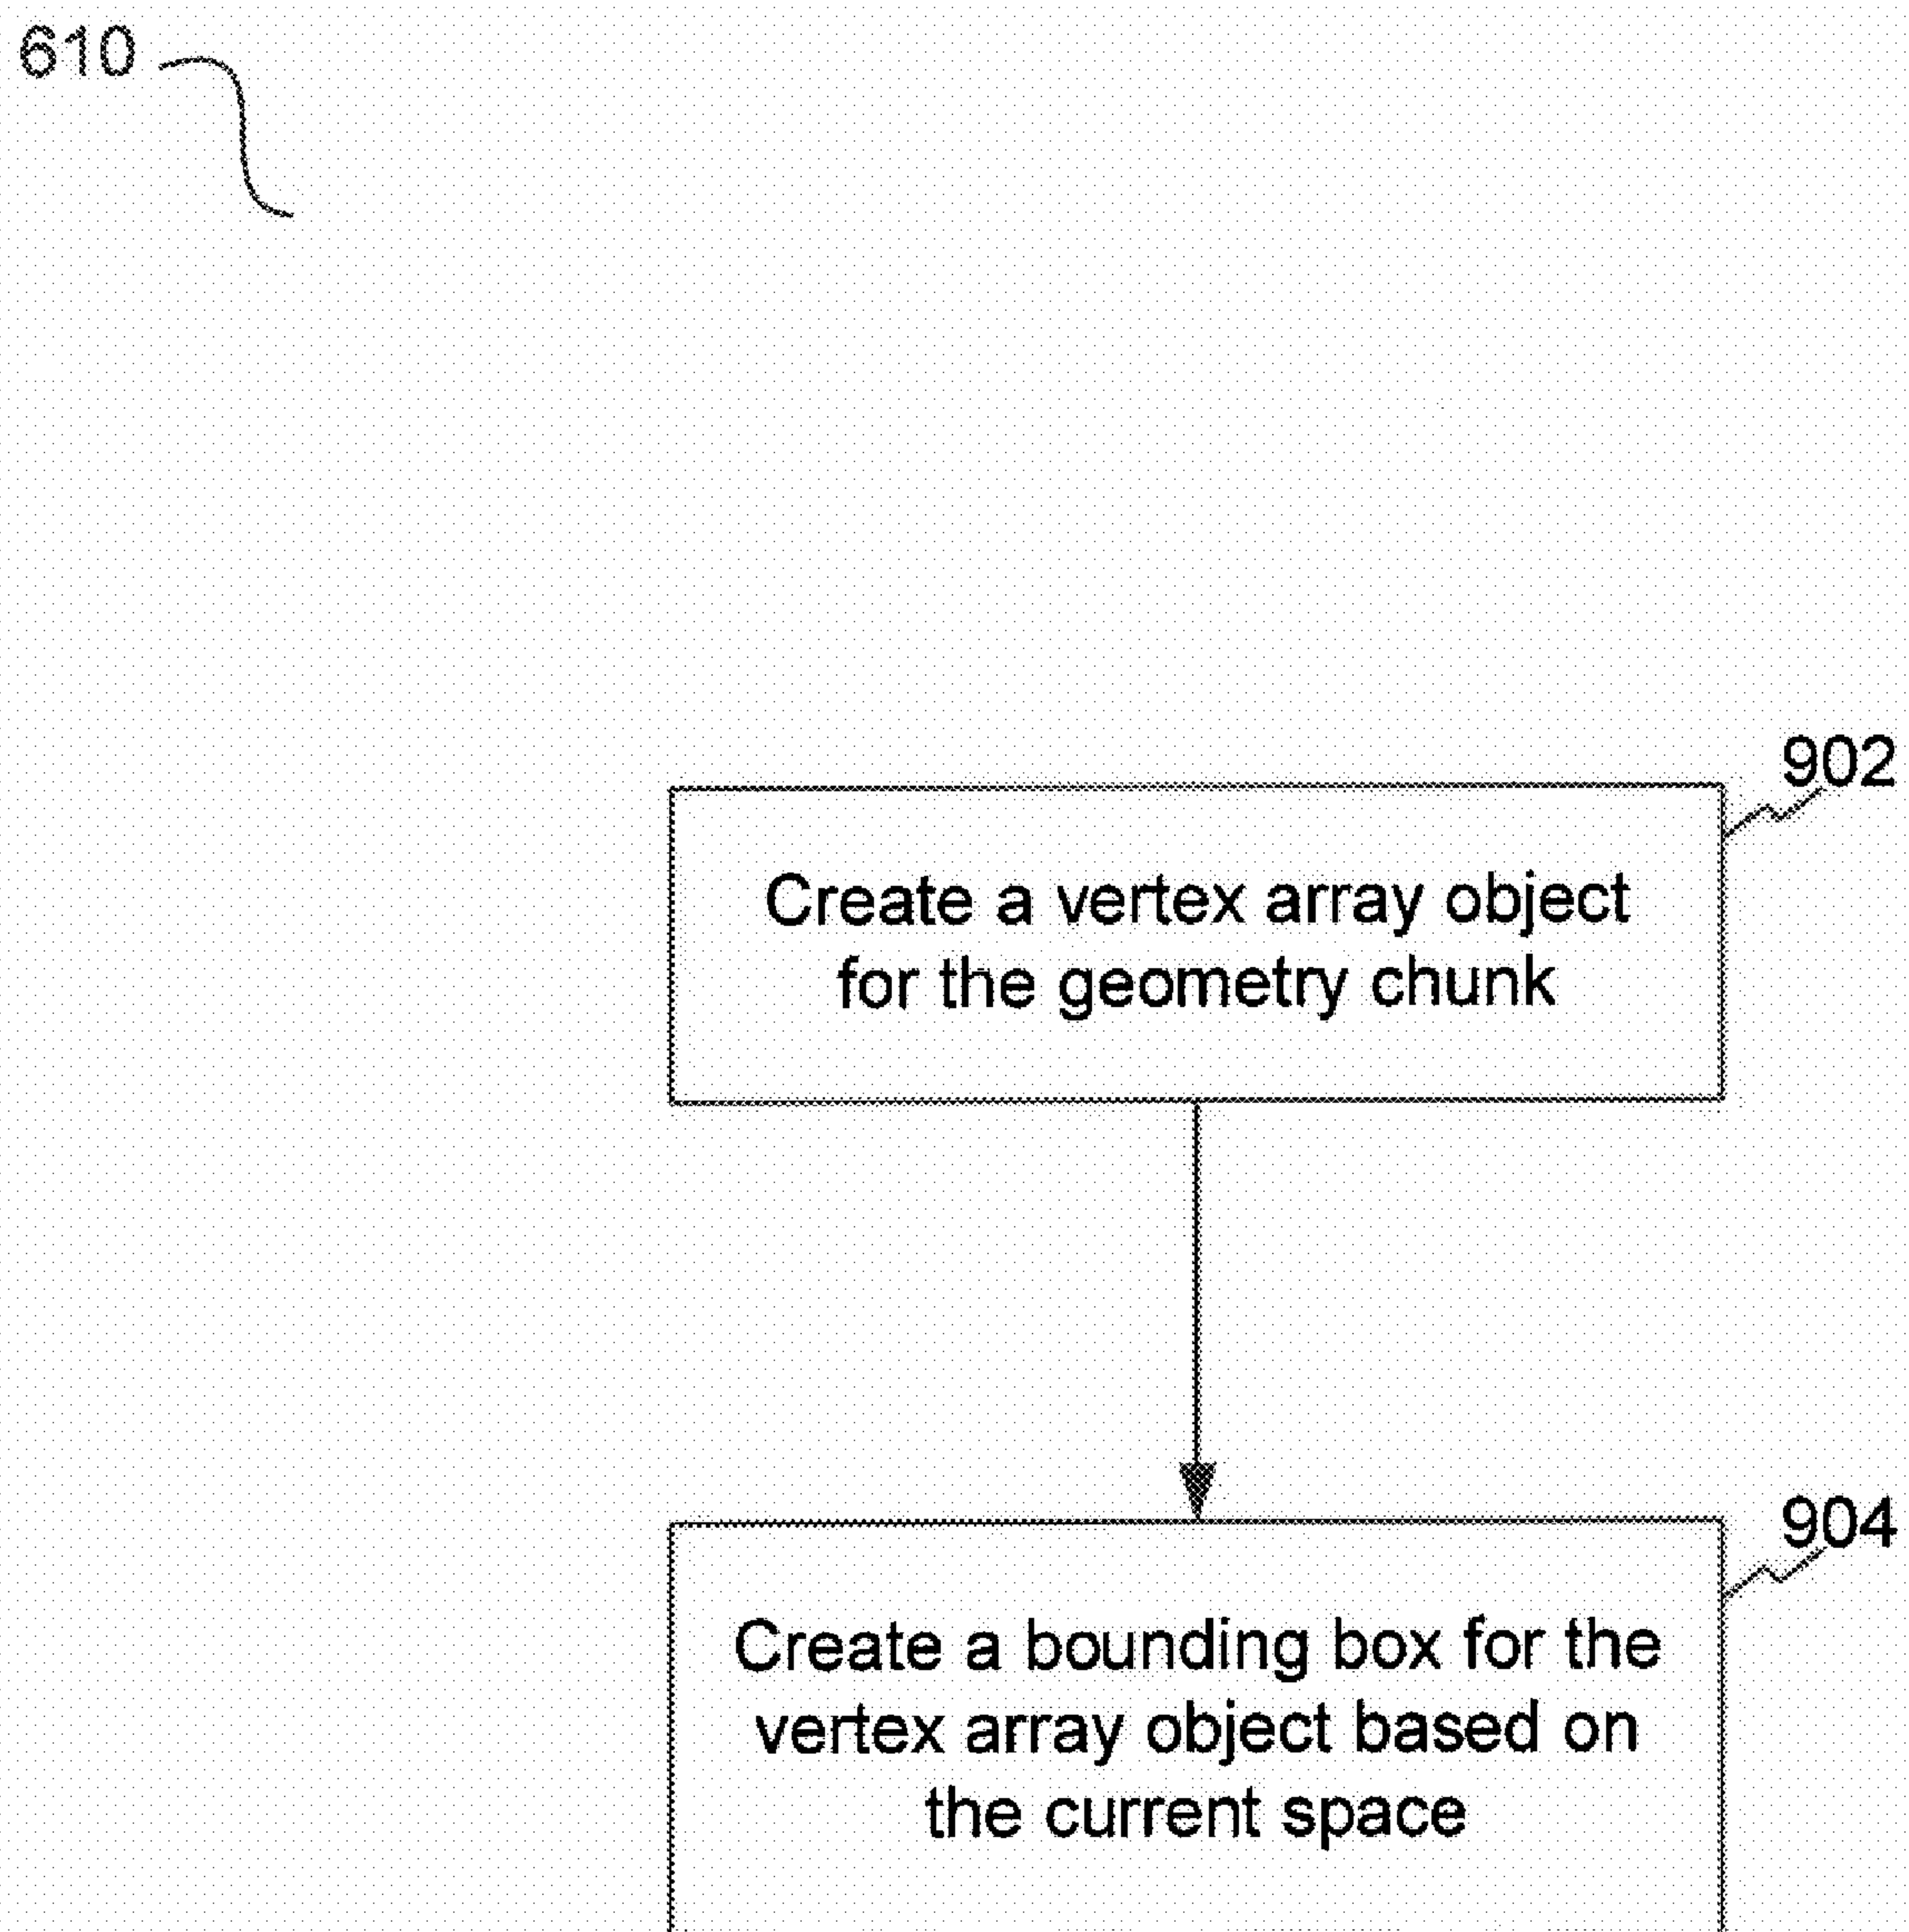 610
902
Create a vertex array object
for the geometry chunk
904
Create a bounding box for the
vertex array object based on
the current space